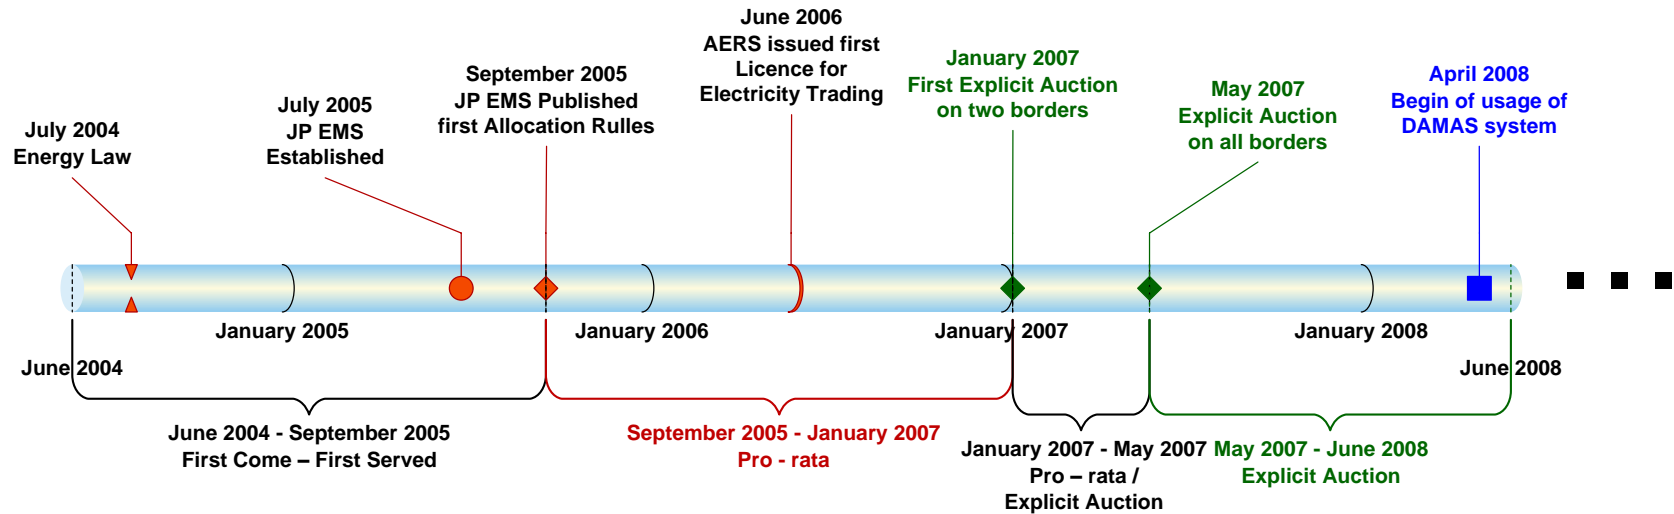 July 2004
Energy Law
July 2005
JP EMS
Established
September 2005
JP EMS Published
first Allocation Rulles
June 2006
AERS issued first
Licence for
Electricity Trading
January 2007
First Explicit Auction
on two borders
May 2007
Explicit Auction
on all borders
April 2008
Begin of usage of
DAMAS system
January 2005
January 2006
January 2007
January 2008
June 2004
June 2008
June 2004 - September 2005
First Come – First Served
September 2005 - January 2007
Pro - rata
January 2007 - May 2007
Pro – rata /
Explicit Auction
May 2007 - June 2008
Explicit Auction